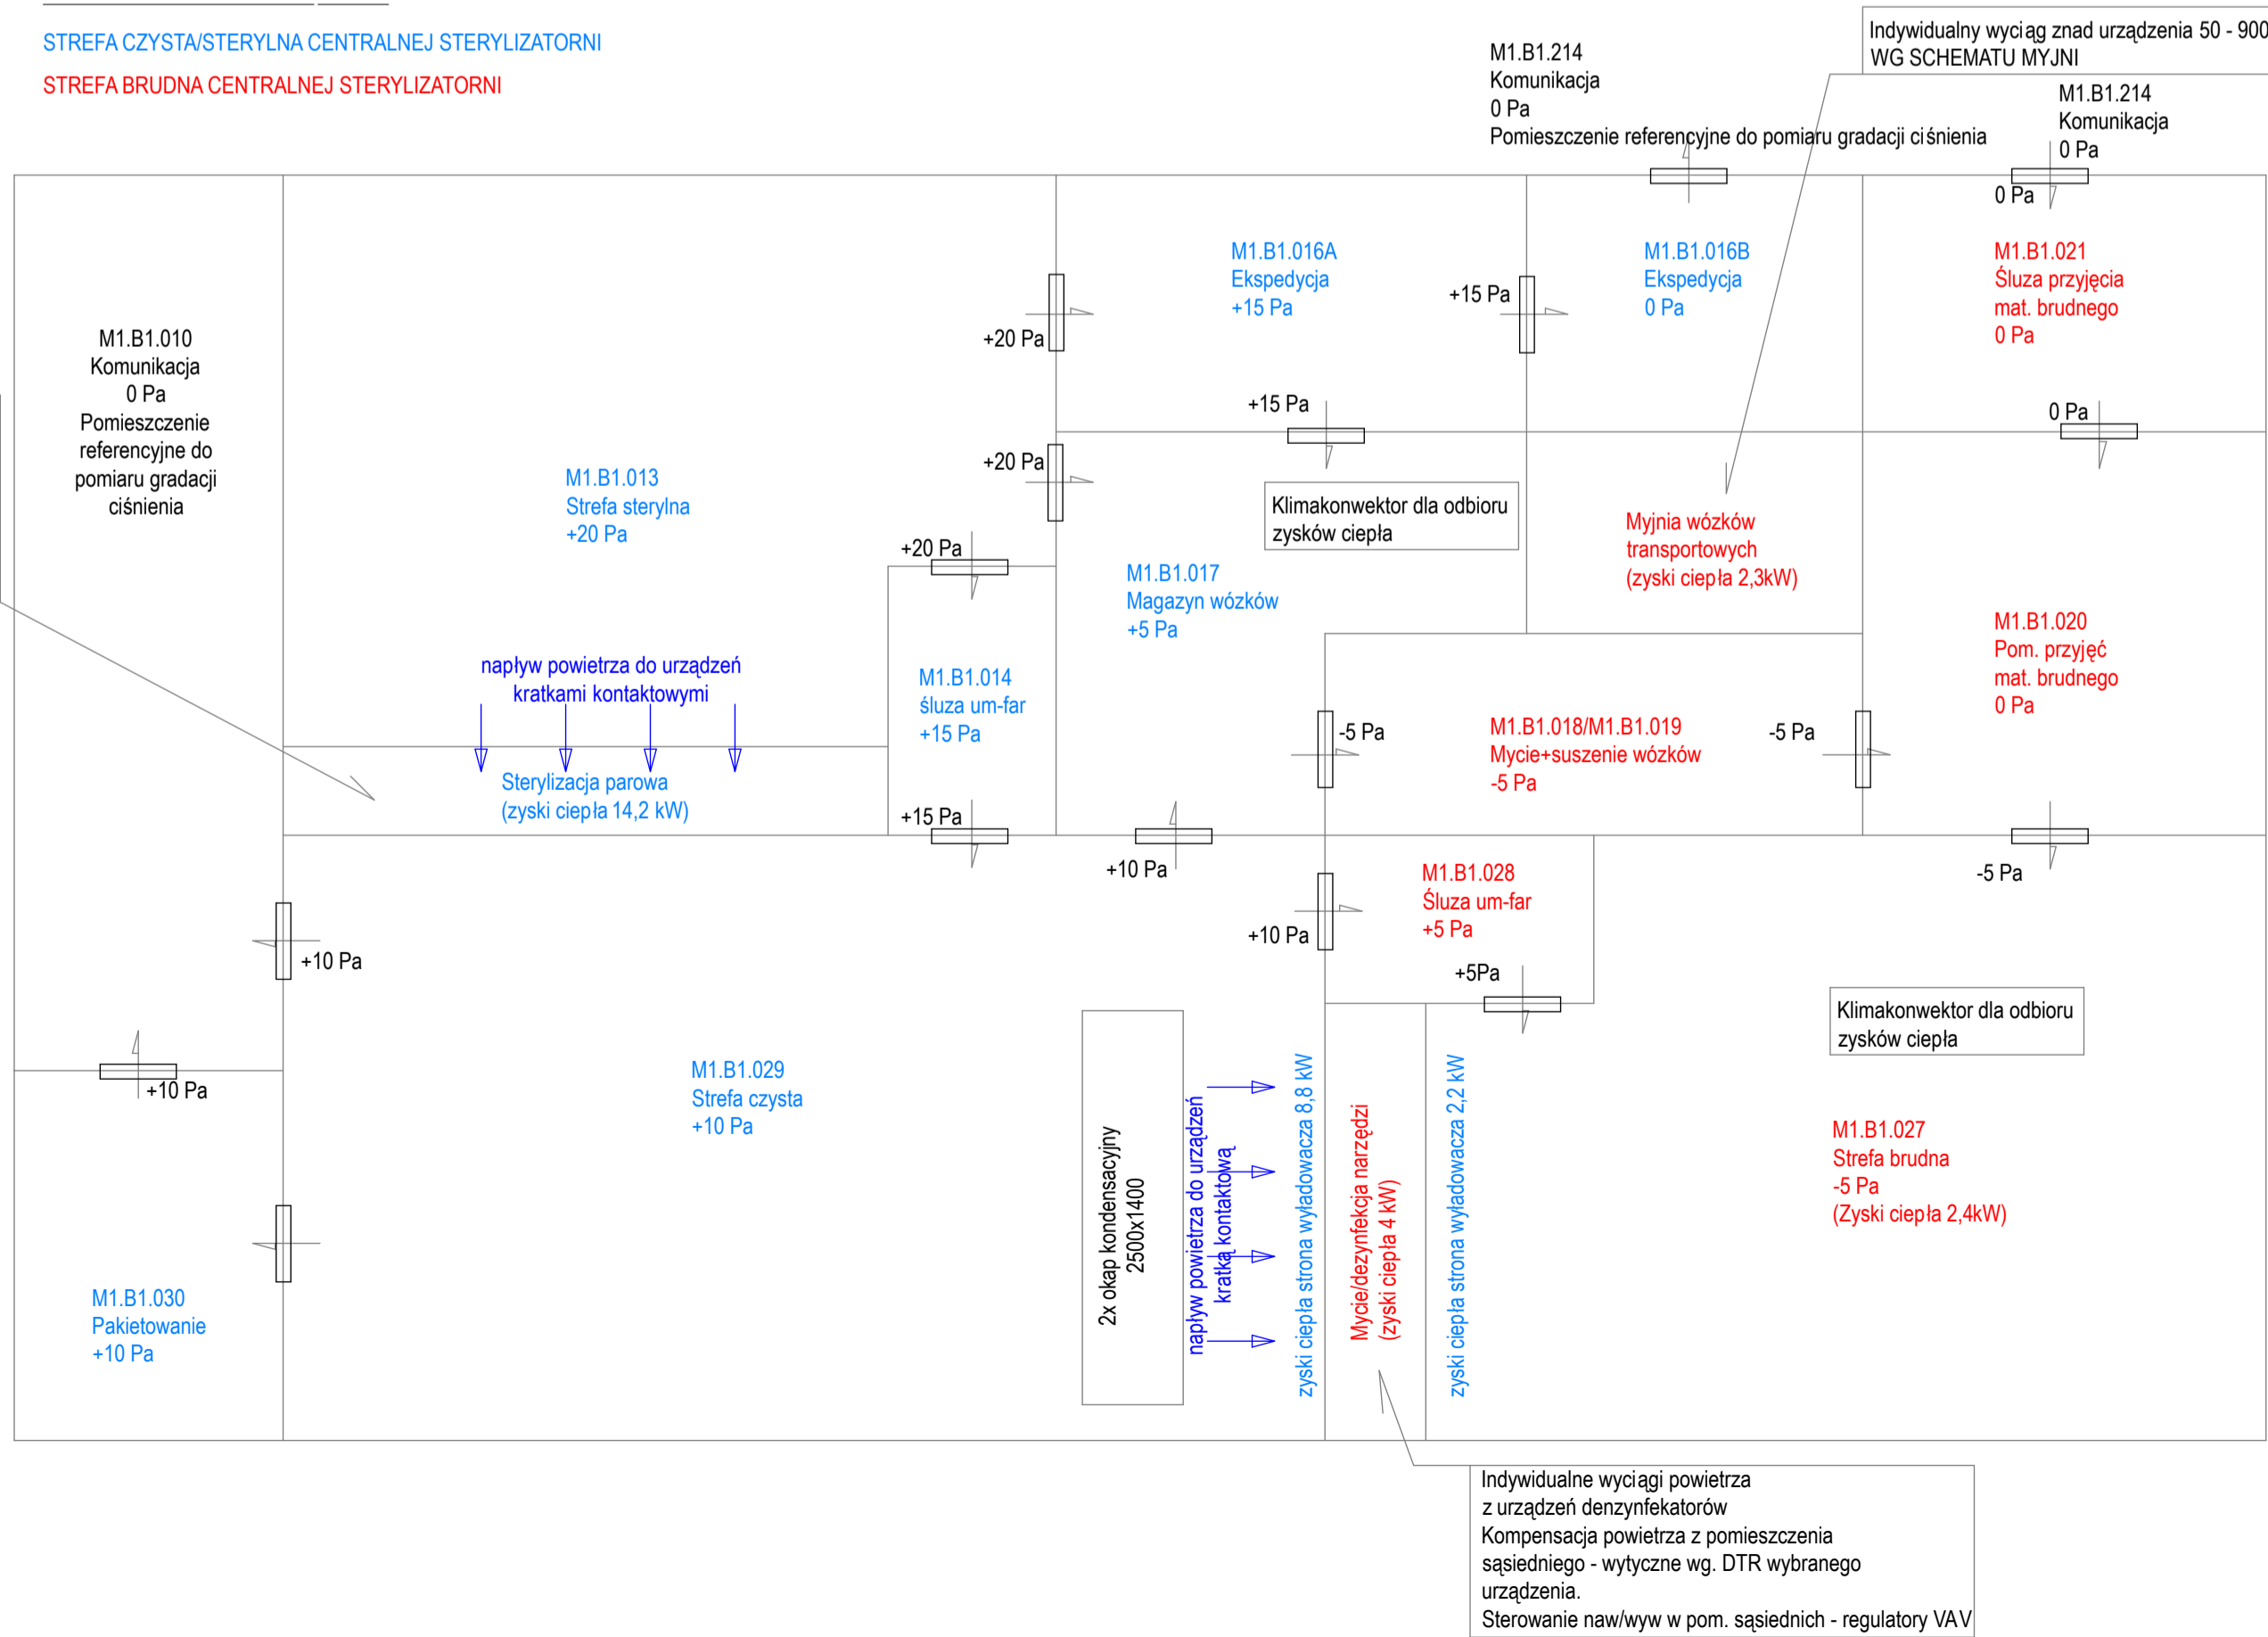 STREFA CZYSTA/STERYLNA CENTRALNEJ STERYLIZATORNI
STREFA BRUDNA CENTRALNEJ STERYLIZATORNI
Indywidualny wyciąg znad urządzenia 50 - 900
WG SCHEMATU MYJNI
M1.B1.214
Komunikacja
0 Pa
Pomieszczenie referencyjne do pomiaru gradacji ciśnienia
M1.B1.214
Komunikacja
0 Pa
0 Pa
M1.B1.010
Komunikacja
0 Pa
Pomieszczenie
referencyjne do
pomiaru gradacji
ciśnienia
M1.B1.013
Strefa sterylna
+20 Pa
+20 Pa
+20 Pa
+20 Pa
M1.B1.016A
Ekspedycja
+15 Pa
+15 Pa
+15 Pa
M1.B1.016B
Ekspedycja
0 Pa
M1.B1.021
Śluza przyjęcia
mat. brudnego
0 Pa
0 Pa
Klimakonwektor dla odbioru
zysków ciepła
M1.B1.017
Magazyn wózków
+5 Pa
Myjnia wózków
transportowych
(zyski ciepła 2,3kW)
M1.B1.020
Pom. przyjęć
mat. brudnego
0 Pa
napływ powietrza do urządzeń
kratkami kontaktowymi
M1.B1.014
śluza um-far
+15 Pa
Sterylizacja parowa
(zyski ciepła 14,2 kW)
-5 Pa
M1.B1.018/M1.B1.019
Mycie+suszenie wózków
-5 Pa
-5 Pa
+15 Pa
+10 Pa
-5 Pa
M1.B1.028
Śluza um-far
+5 Pa
+10 Pa
+5Pa
+10 Pa
+10 Pa
M1.B1.029
Strefa czysta
+10 Pa
M1.B1.030
Pakietowanie
+10 Pa
2x okap kondensacyjny
2500x1400
napływ powietrza do urządzeń
kratką kontaktową
zyski ciepła strona wyładowacza 8,8 kW
Mycie/dezynfekcja narzędzi
(zyski ciepła 4 kW)
zyski ciepła strona wyładowacza 2,2 kW
Klimakonwektor dla odbioru
zysków ciepła
M1.B1.027
Strefa brudna
-5 Pa
(Zyski ciepła 2,4kW)
Indywidualne wyciągi powietrza
z urządzeń denzynfekatorów
Kompensacja powietrza z pomieszczenia
sąsiedniego - wytyczne wg. DTR wybranego
urządzenia.
Sterowanie naw/wyw w pom. sąsiednich - regulatory VAV